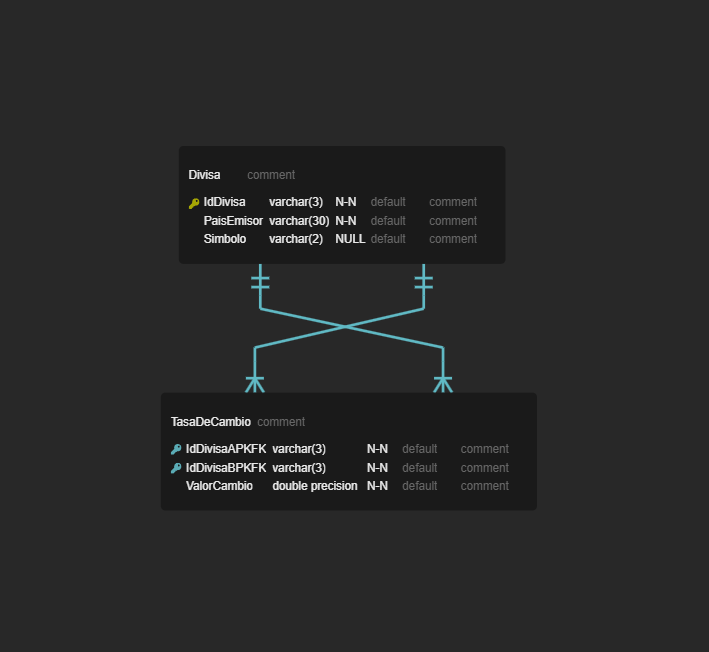 Divisa comment
IdDivisa varchar(3) N-N default comment
PaisEmisor varchar(30) N-N default comment
Simbolo varchar(2) NULL default comment
TasaDeCambio comment
IdDivisaAPKFK varchar(3) N-N default comment
IdDivisaBPKFK varchar(3) N-N default comment
ValorCambio double precision N-N default comment